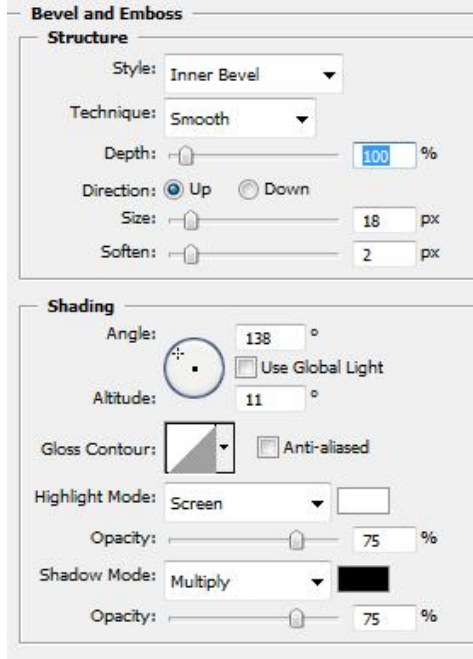 Bevel and Emboss
Structure
Style: Inner Bevel
Technique: Smooth
Depth: 100 %
Direction: Up Down
Size: 18 px
Soften: 2 px
Shading
Angle: 138 °
Use Global Light
Altitude: 11 °
Gloss Contour: Anti-aliased
Highlight Mode: Screen
Opacity: 75 %
Shadow Mode: Multiply
Opacity: 75 %